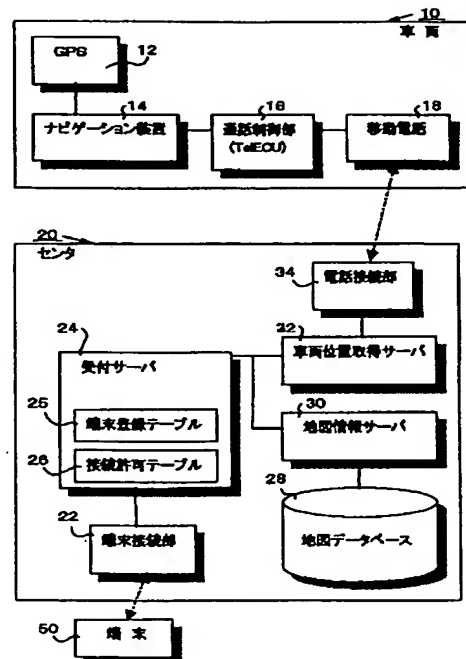 10
車両
GPS
12
14
ナビゲーション装置
16
通話制御部
(TelECU)
18
移動電話
20
センタ
34
電話接続部
24
受付サーバ
32
車両位置取得サーバ
25
端末登録テーブル
30
地図情報サーバ
26
接続許可テーブル
28
地図データベース
22
端末接続部
50
端末